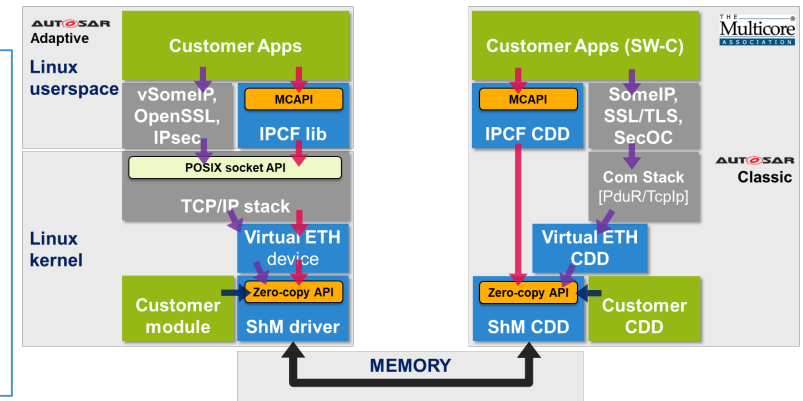 AUTOSAR
Adaptive
Linux
userspace
Customer Apps
vSomeIP,
OpenSSL,
IPsec
MCAPI
IPCF lib
POSIX socket API
TCP/IP stack
Linux
kernel
Virtual ETH
device
Customer
module
Zero-copy API
ShM driver
MEMORY
THE
Multicore®
ASSOCIATION
Customer Apps (SW-C)
MCAPI
IPCF CDD
SomeIP,
SSL/TLS,
SecOC
AUTOSAR
Classic
Com Stack
[PduR/TcpIp]
Virtual ETH
CDD
Zero-copy API
ShM CDD
Customer
CDD